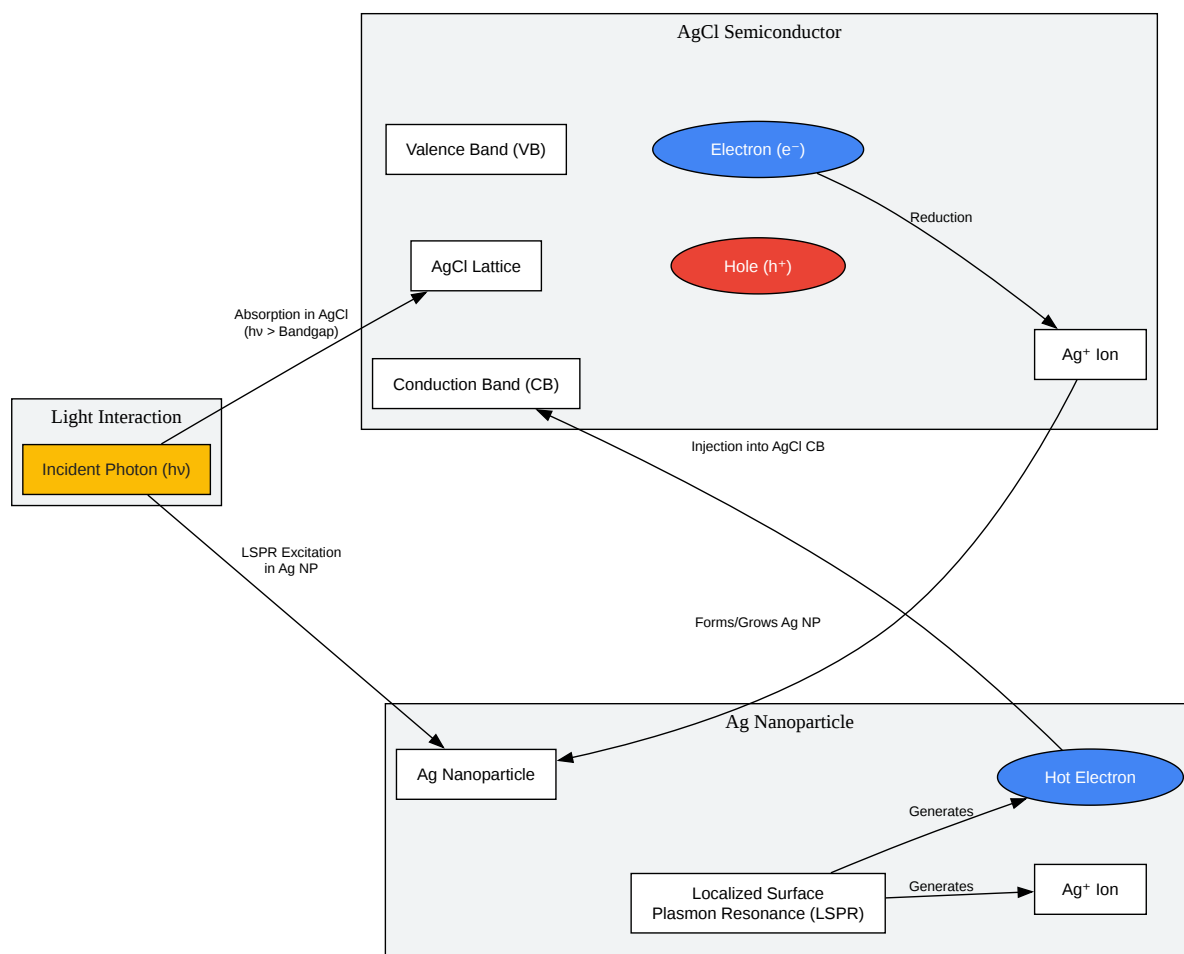 AgCl Semiconductor
Valence Band (VB)
Electron (e⁻)
Reduction
AgCl Lattice
Hole (h⁺)
Absorption in AgCl
(hν > Bandgap)
Ag⁺ Ion
Conduction Band (CB)
Light Interaction
Incident Photon (hν)
Injection into AgCl CB
LSPR Excitation
in Ag NP
Forms/Grows Ag NP
Ag Nanoparticle
Ag Nanoparticle
Hot Electron
Generates
Localized Surface
Plasmon Resonance (LSPR)
Generates
Ag⁺ Ion